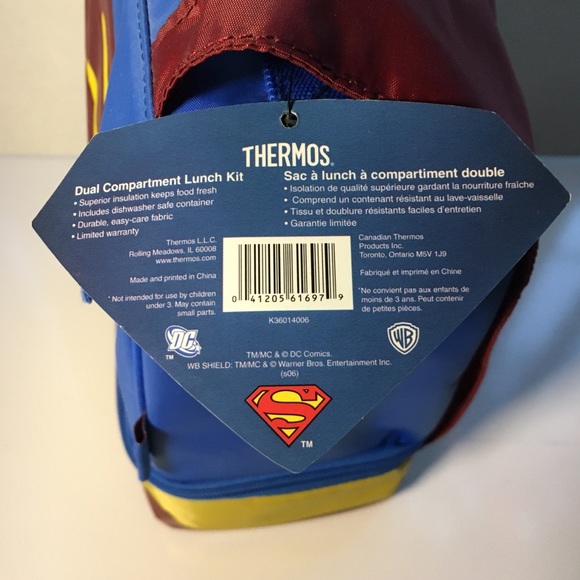 THERMOS®
Dual Compartment Lunch Kit
• Superior insulation keeps food fresh
• Includes dishwasher safe container
• Durable, easy-care fabric
• Limited warranty
Sac à lunch à compartiment double
• Isolation de qualité supérieure gardant la nourriture fraîche
• Comprend un contenant résistant au lave-vaisselle
• Tissu et doublure résistants faciles d'entretien
• Garantie limitée
Thermos L.L.C.
Rolling Meadows, IL 60008
www.thermos.com
Made and printed in China
*Not intended for use by children
under 3. May contain
small parts.
0 41205 61697 9
K36014006
Canadian Thermos
Products Inc.
Toronto, Ontario M5V 1J9
Fabriqué et imprimé en Chine
*Ne convient pas aux enfants de
moins de 3 ans. Peut contenir
de petites pièces.
DC
TM
WB
TM/MC & © DC Comics.
WB SHIELD: TM/MC & © Warner Bros. Entertainment Inc.
(s06)
S
TM